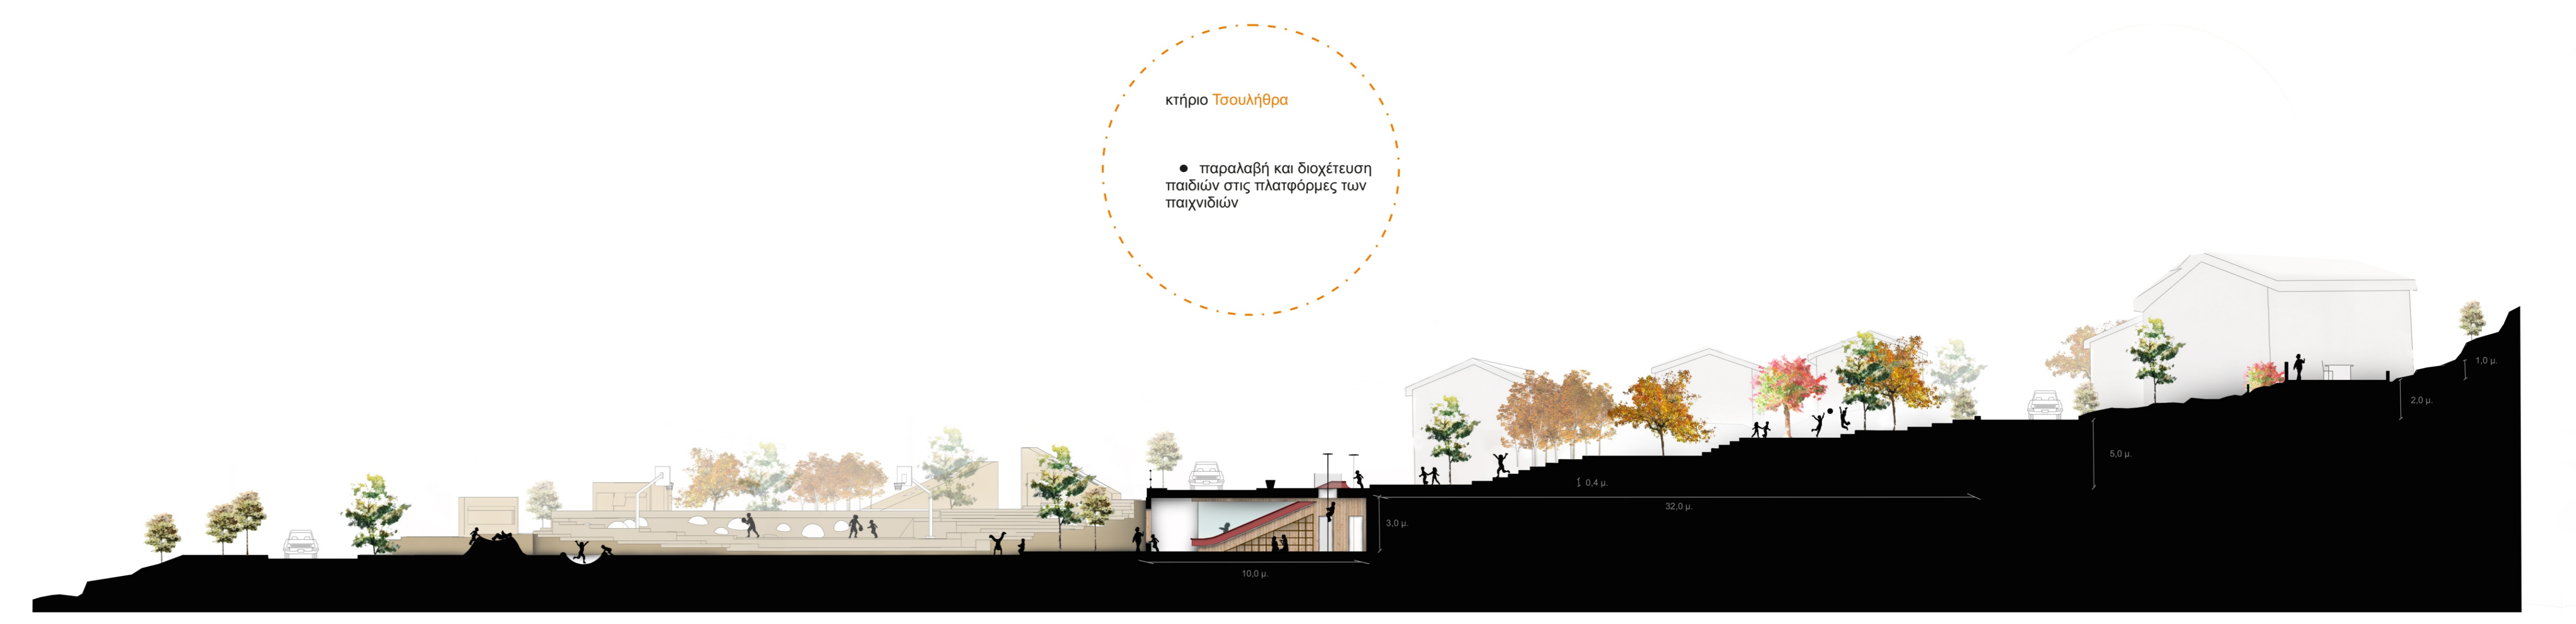 κτήριο Τσουλήθρα
● παραλαβή και διοχέτευση
παιδιών στις πλατφόρμες των
παιχνιδιών
1,0 μ.
2,0 μ.
5,0 μ.
0,4 μ.
32,0 μ.
3,0 μ.
10,0 μ.